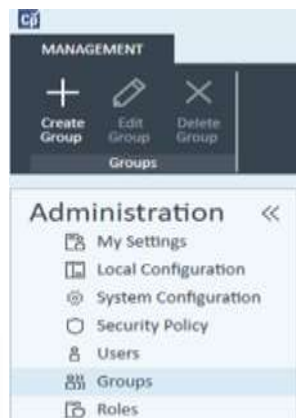 Cβ
MANAGEMENT
Create Edit Delete
Group Group Group
Groups
Administration «
My Settings
Local Configuration
System Configuration
Security Policy
Users
Groups
Roles